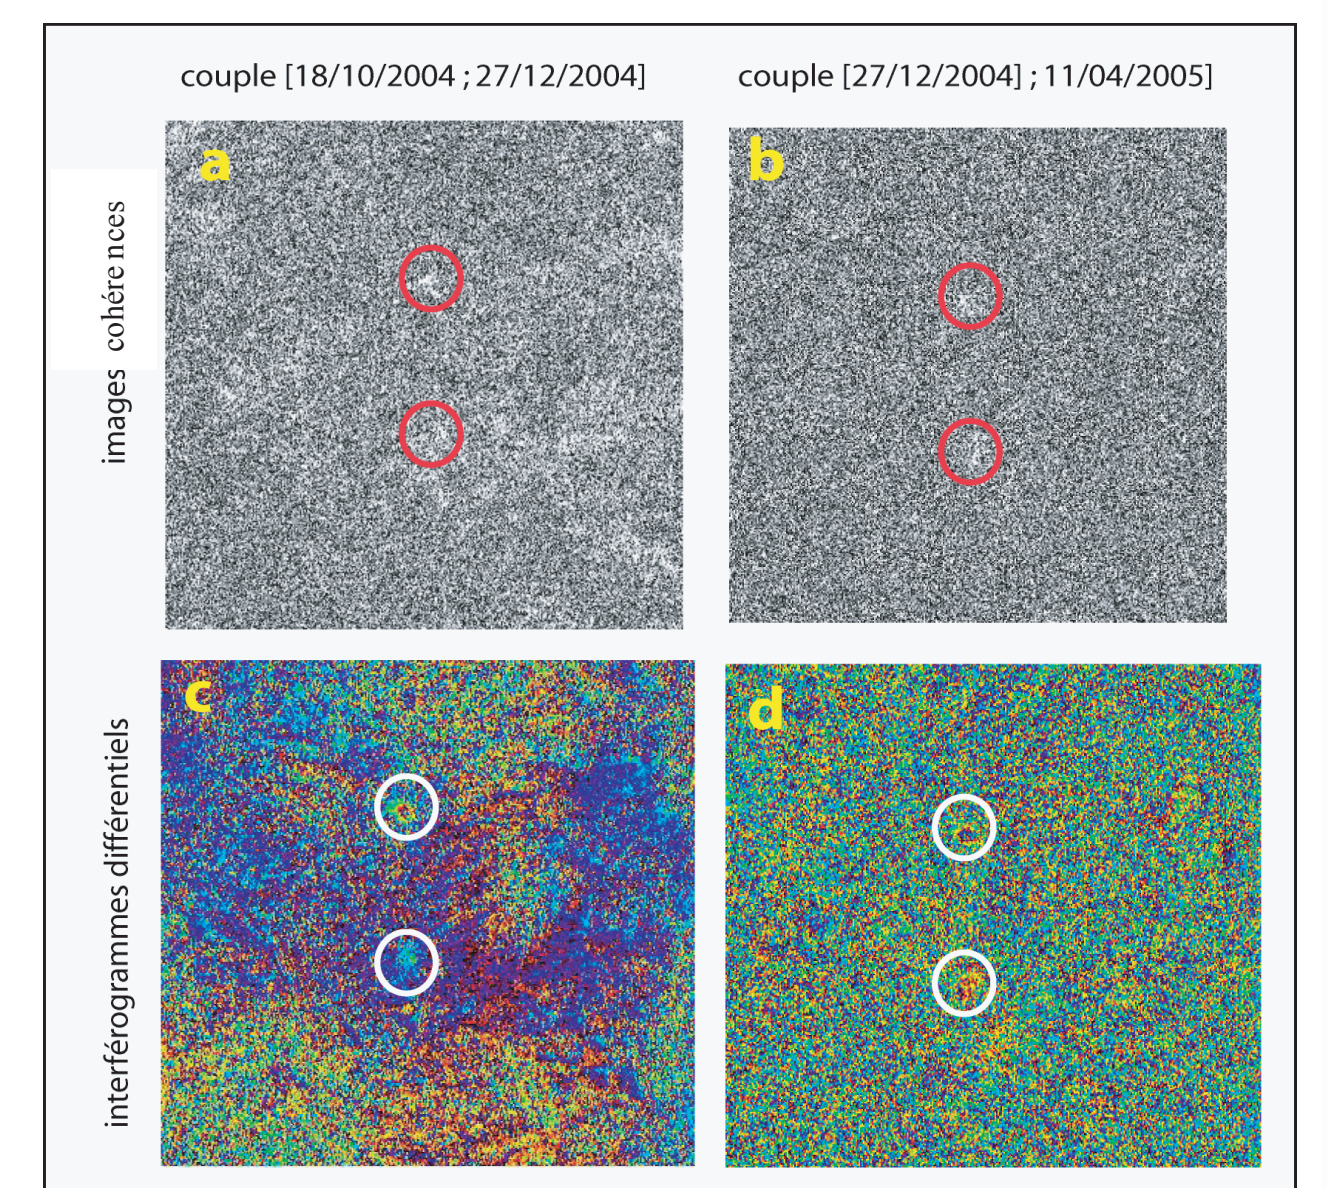 couple [18/10/2004 ; 27/12/2004]
couple [27/12/2004] ; 11/04/2005]
images cohére nces
a
b
interférogrammes différentiels
c
d